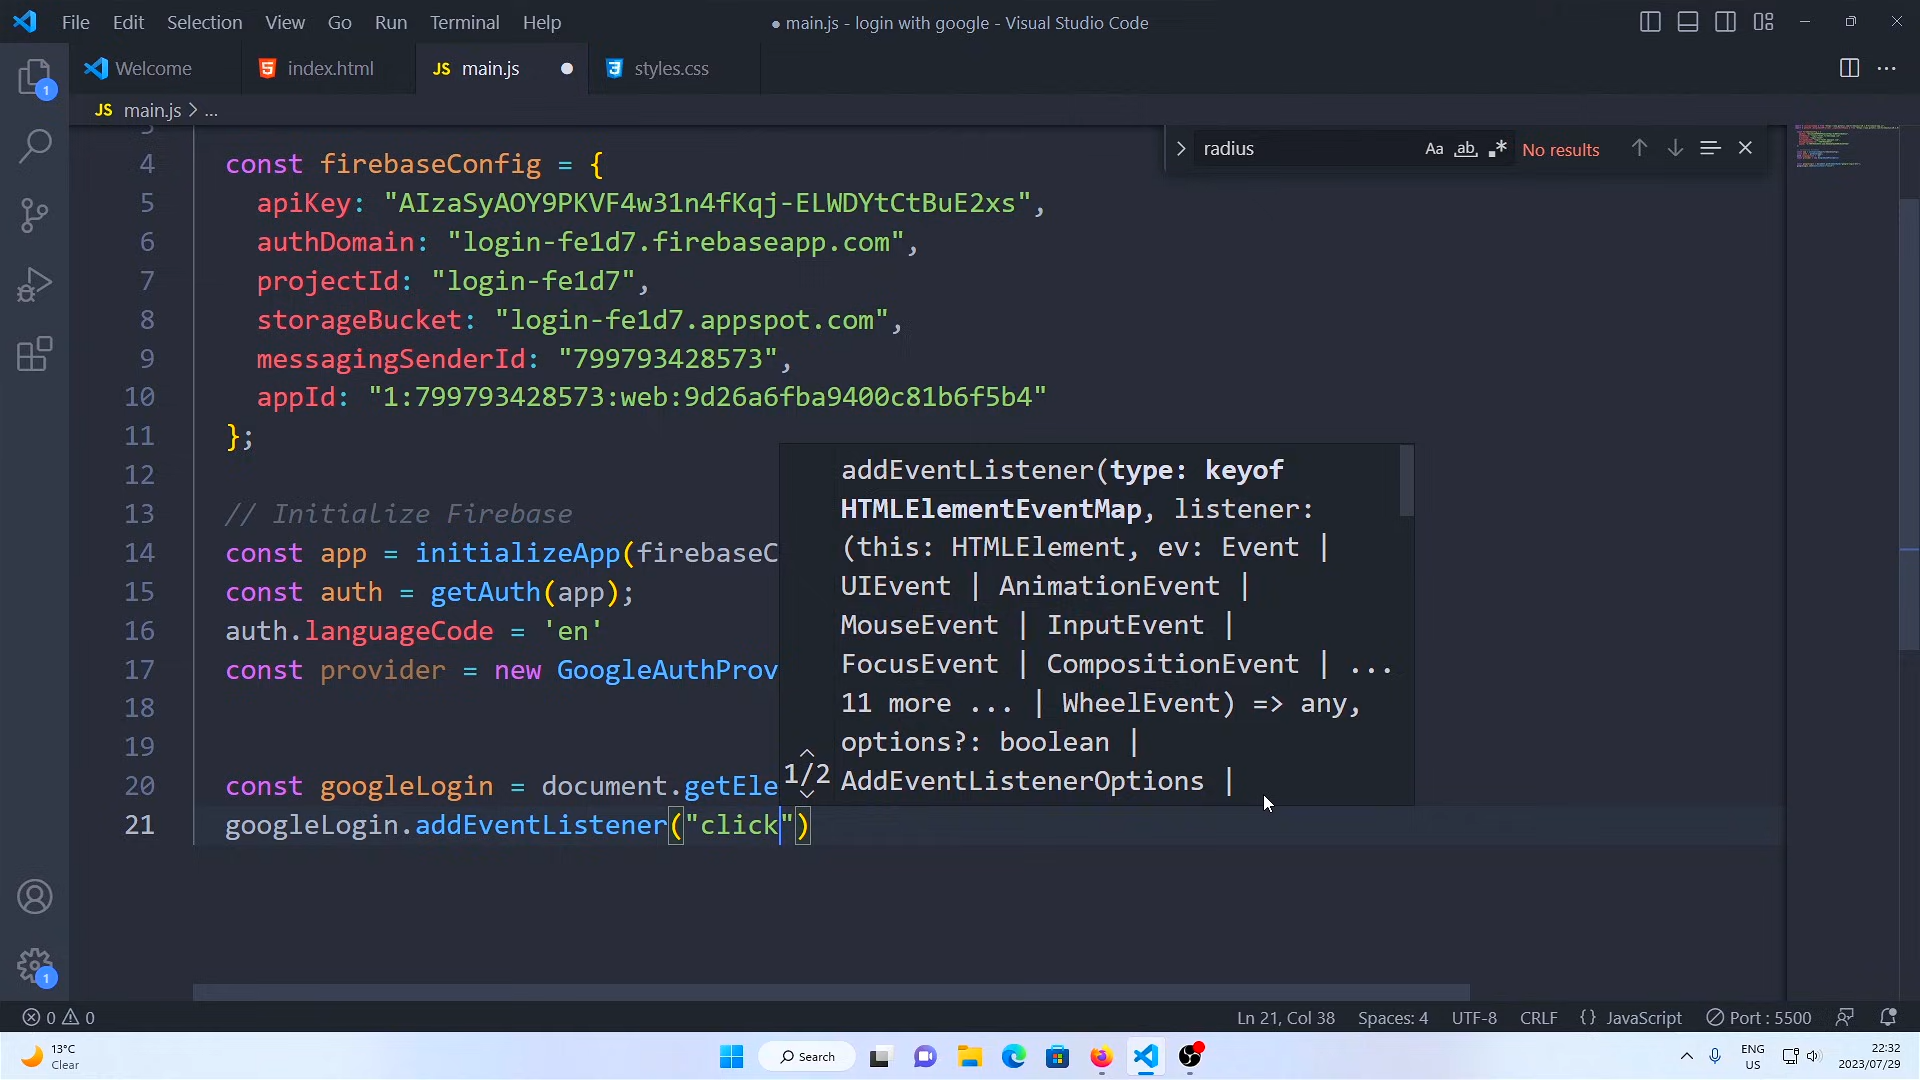 File Edit Selection View Go Run Terminal Help
● main.js - login with google - Visual Studio Code
Welcome
index.html
JS main.js
styles.css
JS main.js > ...
radius
Aa ab, .* No results
1
3
4 const firebaseConfig = {
5 apiKey: "AIzaSyAOY9PKVF4w31n4fKqj-ELWDYtCtBuE2xs",
6 authDomain: "login-fe1d7.firebaseapp.com",
7 projectId: "login-fe1d7",
8 storageBucket: "login-fe1d7.appspot.com",
9 messagingSenderId: "799793428573",
10 appId: "1:799793428573:web:9d26a6fba9400c81b6f5b4"
11 };
12
13 // Initialize Firebase
14 const app = initializeApp(firebaseC
15 const auth = getAuth(app);
16 auth.languageCode = 'en'
17 const provider = new GoogleAuthProv
18
19
20 const googleLogin = document.getEle
21 googleLogin.addEventListener("click")
addEventListener(type: keyof
HTMLElementEventMap, listener:
(this: HTMLElement, ev: Event |
UIEvent | AnimationEvent |
MouseEvent | InputEvent |
FocusEvent | CompositionEvent | ...
11 more ... | WheelEvent) => any,
options?: boolean |
1/2 AddEventListenerOptions |
1
0 0
Ln 21, Col 38 Spaces: 4 UTF-8 CRLF {} JavaScript Port : 5500
13°C
Clear
Search
ENG
US
22:32
2023/07/29